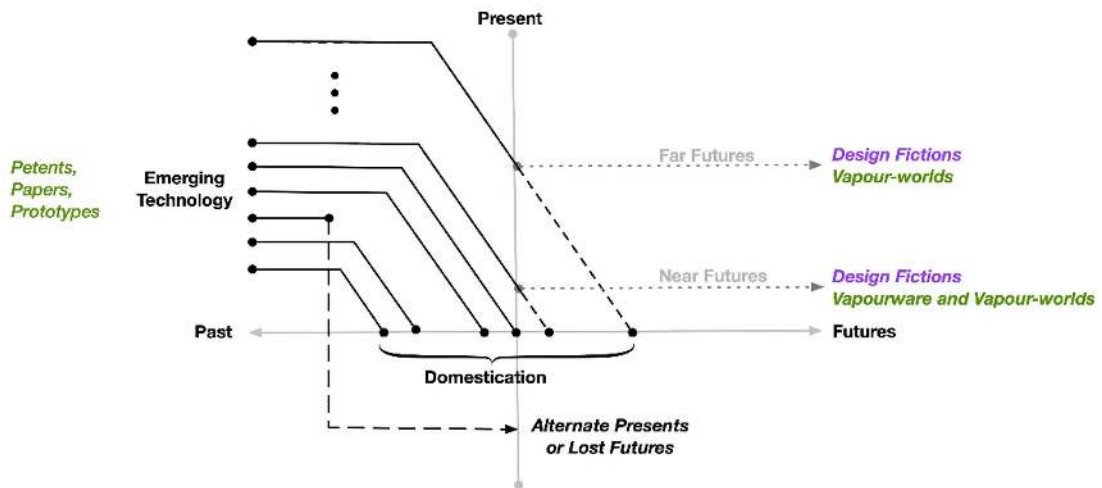 Present
Petents,
Papers,
Prototypes
Emerging
Technology
Far Futures
Design Fictions
Vapour-worlds
Near Futures
Design Fictions
Vapourware and Vapour-worlds
Past
Futures
Domestication
Alternate Presents
or Lost Futures